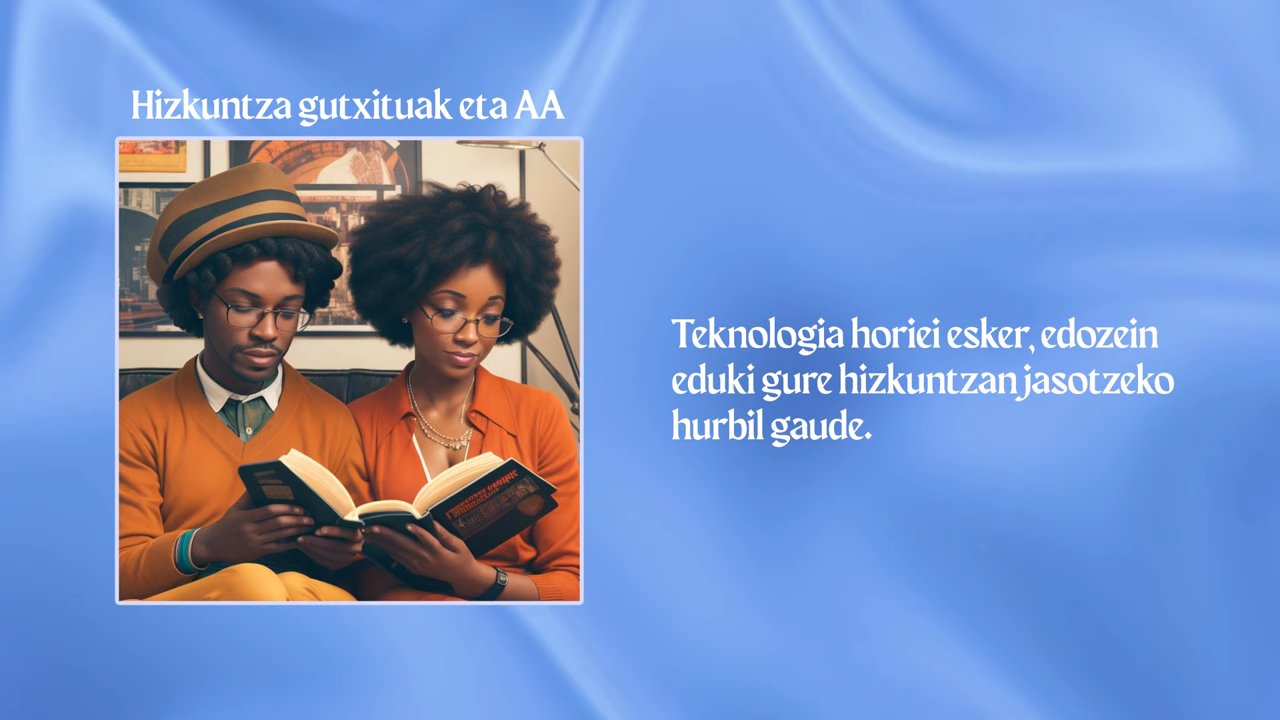 Hizkuntza gutxituak eta AA
Teknologia horiei esker, edozein
eduki gure hizkuntzan jasotzeko
hurbil gaude.